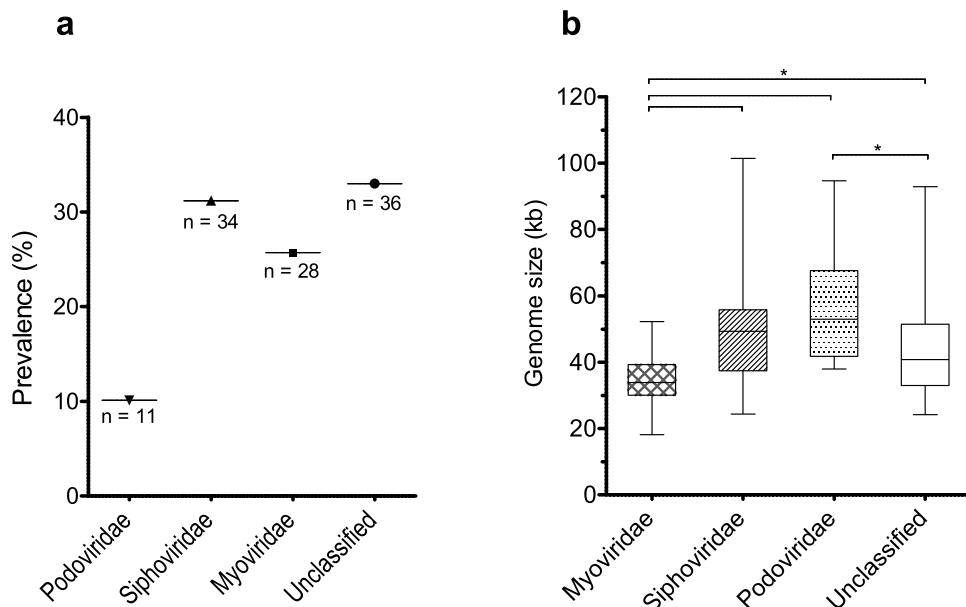 a
Prevalence (%)
40
30
20
10
0
n = 11
n = 34
n = 28
n = 36
Podoviridae
Siphoviridae
Myoviridae
Unclassified
b
Genome size (kb)
120
100
80
60
40
20
0
*
*
Myoviridae
Siphoviridae
Podoviridae
Unclassified